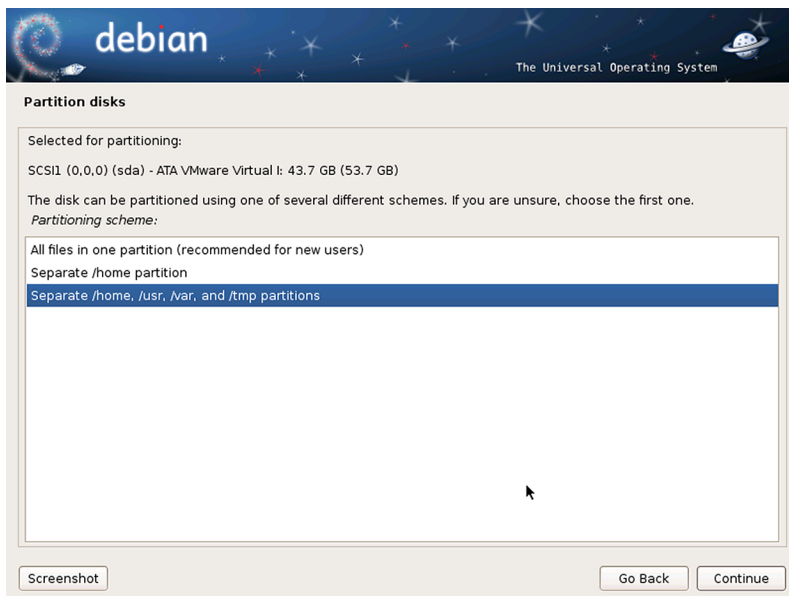 debian
The Universal Operating System
Partition disks
Selected for partitioning:
SCSI1 (0,0,0) (sda) - ATA VMware Virtual I: 43.7 GB (53.7 GB)
The disk can be partitioned using one of several different schemes. If you are unsure, choose the first one.
Partitioning scheme:
All files in one partition (recommended for new users)
Separate /home partition
Separate /home, /usr, /var, and /tmp partitions
Screenshot
Go Back
Continue